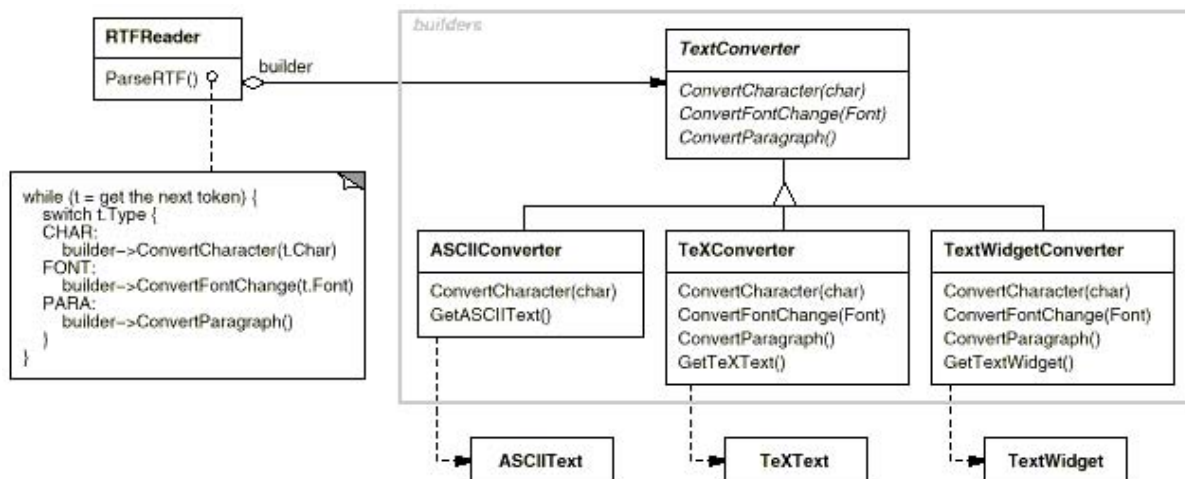 builders
RTFReader
ParseRTF()
builder
TextConverter
ConvertCharacter(char)
ConvertFontChange(Font)
ConvertParagraph()
while (t = get the next token) {
switch t.Type {
CHAR:
builder->ConvertCharacter(t.Char)
FONT:
builder->ConvertFontChange(t.Font)
PARA:
builder->ConvertParagraph()
}
}
ASCIIConverter
ConvertCharacter(char)
GetASCIIText()
TeXConverter
ConvertCharacter(char)
ConvertFontChange(Font)
ConvertParagraph()
GetTeXText()
TextWidgetConverter
ConvertCharacter(char)
ConvertFontChange(Font)
ConvertParagraph()
GetTextWidget()
ASCIIText
TeXText
TextWidget